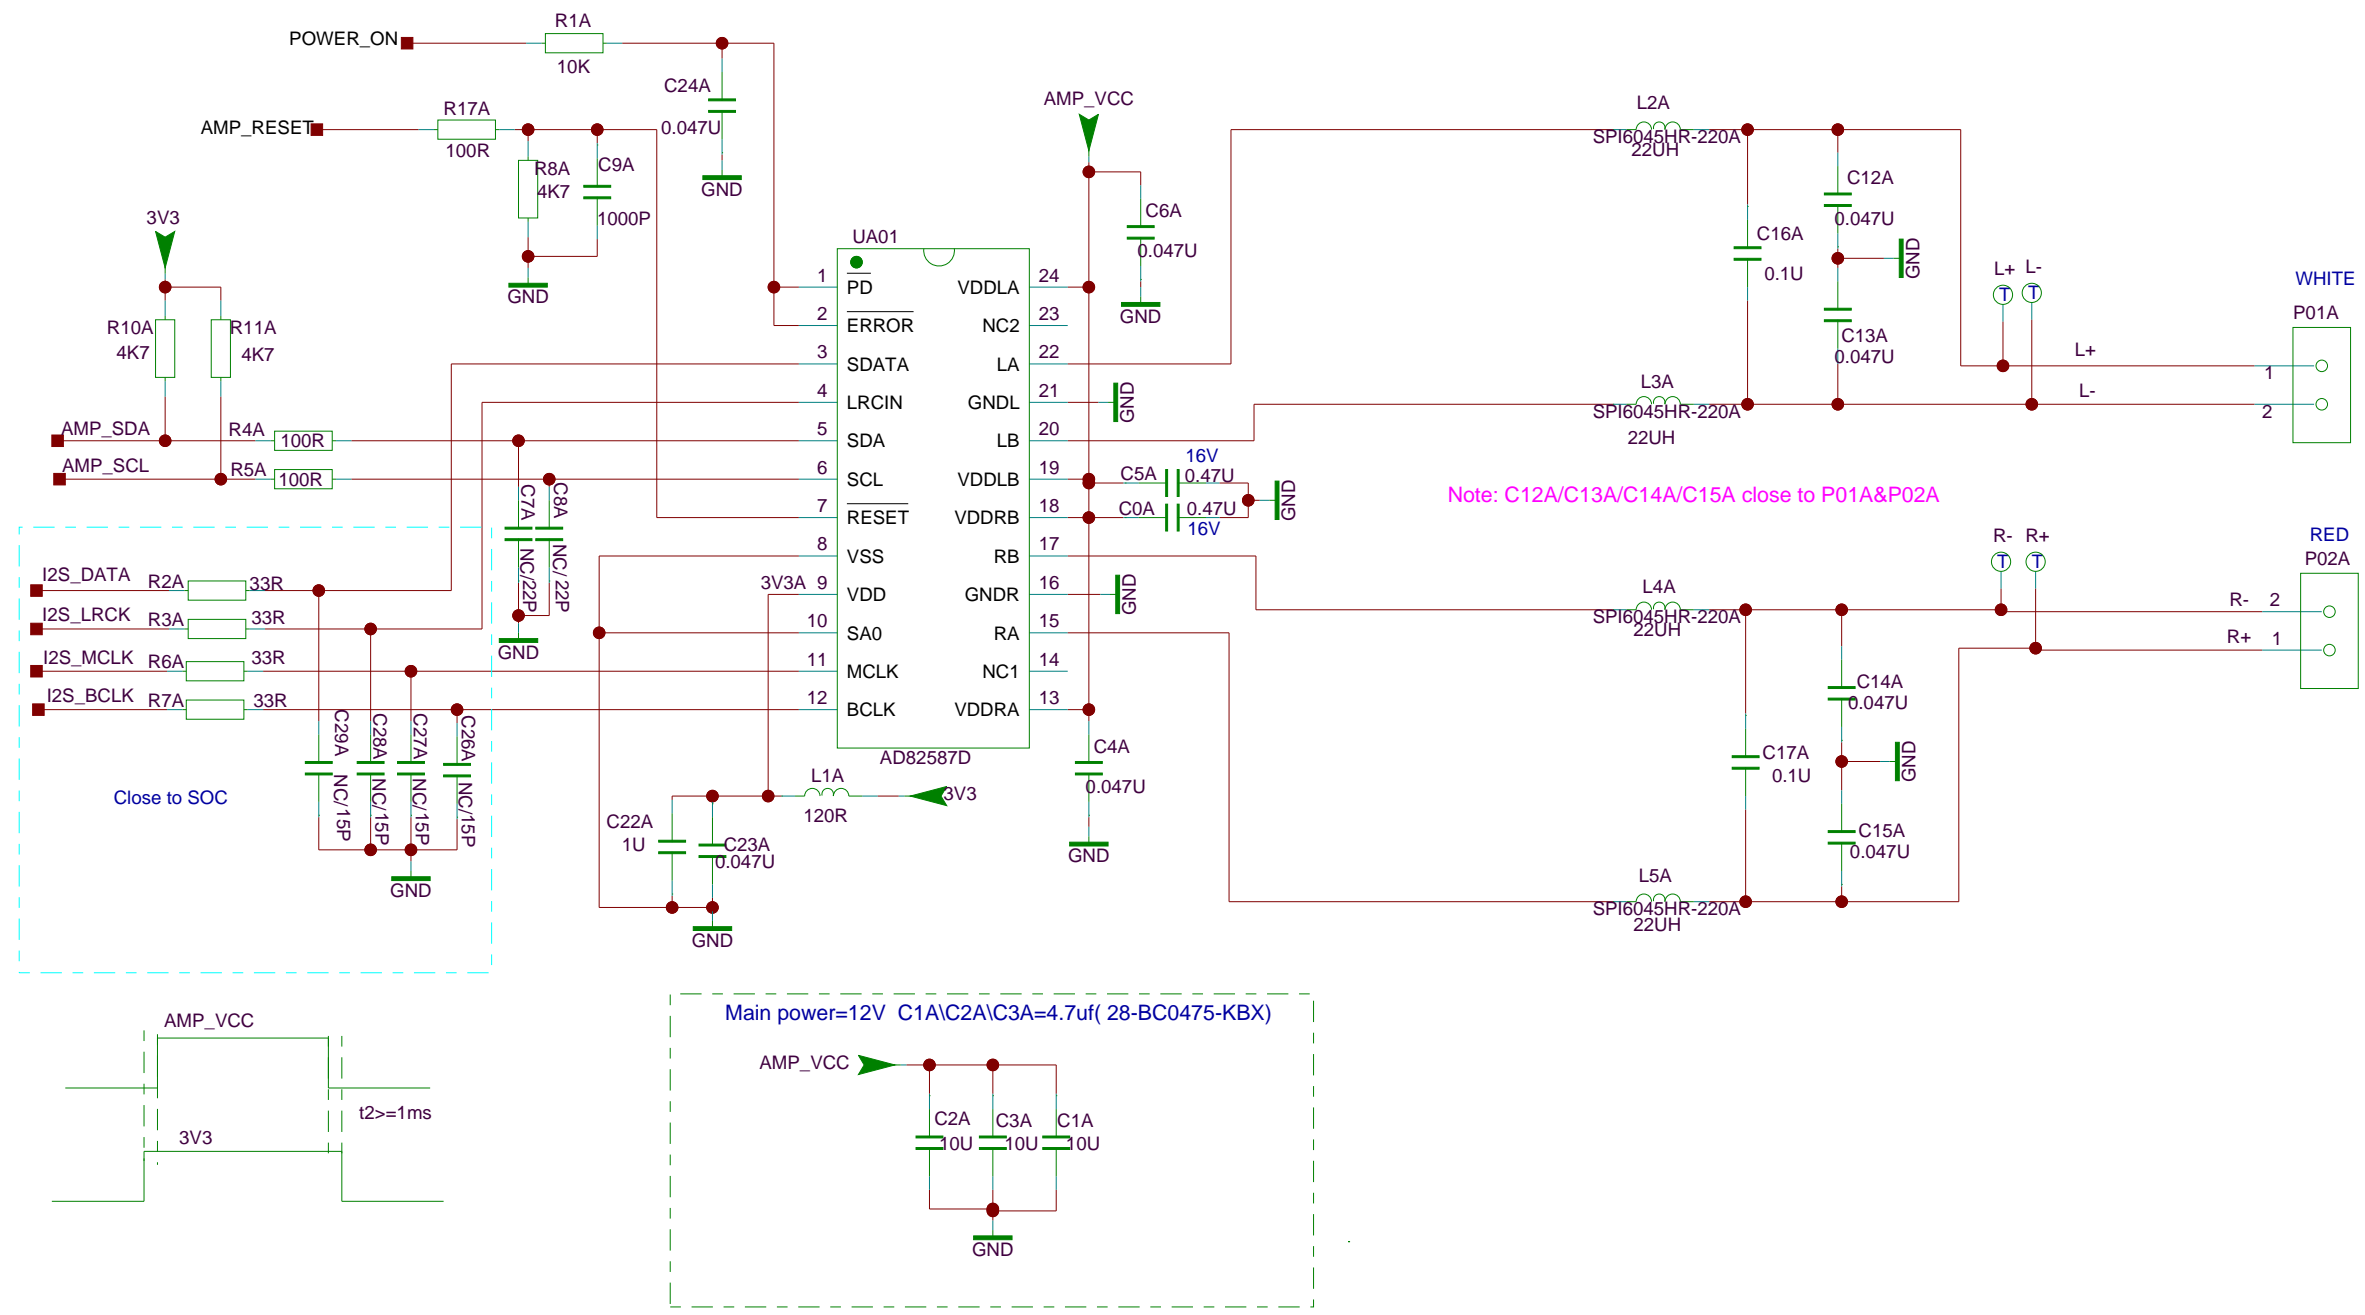 POWER_ON
R1A
10K
C24A
0.047U
GND
AMP_RESET
R17A
100R
R8A
4K7
C9A
1000P
GND
3V3
R10A
4K7
R11A
4K7
AMP_SDA
R4A
100R
AMP_SCL
R5A
100R
C7A
NC/22P
C8A
NC/22P
GND
I2S_DATA
R2A
33R
I2S_LRCK
R3A
33R
I2S_MCLK
R6A
33R
I2S_BCLK
R7A
33R
C29A
NC/15P
C28A
NC/15P
C27A
NC/15P
C26A
NC/15P
GND
Close to SOC
UA01
1 PD
2 ERROR
3 SDATA
4 LRCIN
5 SDA
6 SCL
7 RESET
8 VSS
3V3A 9 VDD
10 SA0
11 MCLK
12 BCLK
VDDLA 24
NC2 23
LA 22
GNDL 21
LB 20
VDDLB 19
VDDRB 18
RB 17
GNDR 16
RA 15
NC1 14
VDDRA 13
AD82587D
L1A
120R
3V3
C22A
1U
C23A
0.047U
GND
AMP_VCC
C6A
0.047U
GND
GND
16V
C5A
0.47U
C0A
0.47U
16V
GND
GND
C4A
0.047U
GND
L2A
SPI6045HR-220A
22UH
C16A
0.1U
C12A
0.047U
GND
C13A
0.047U
L3A
SPI6045HR-220A
22UH
L+ L-
T T
L+
L-
WHITE
P01A
1
2
Note: C12A/C13A/C14A/C15A close to P01A&P02A
R- R+
T T
RED
P02A
R- 2
R+ 1
L4A
SPI6045HR-220A
22UH
C14A
0.047U
GND
C17A
0.1U
C15A
0.047U
L5A
SPI6045HR-220A
22UH
AMP_VCC
t2>=1ms
3V3
Main power=12V C1A\C2A\C3A=4.7uf( 28-BC0475-KBX)
AMP_VCC
C2A
10U
C3A
10U
C1A
10U
GND